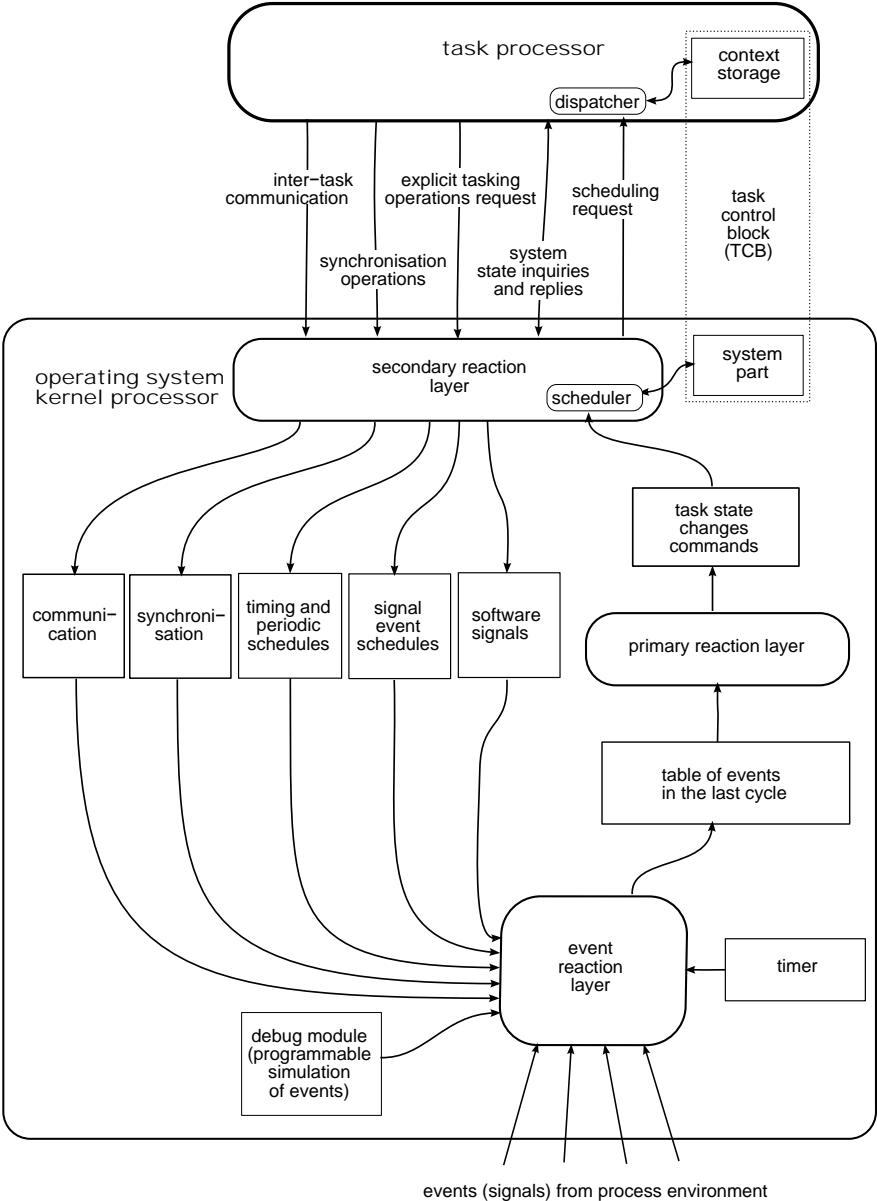 task processor
context
storage
dispatcher
inter−task
communication
explicit tasking
operations request
scheduling
request
task
control
block
(TCB)
synchronisation
operations
system
state inquiries
and replies
operating system
kernel processor
secondary reaction
layer
scheduler
system
part
task state
changes
commands
communi−
cation
synchroni−
sation
timing and
periodic
schedules
signal
event
schedules
software
signals
primary reaction layer
table of events
in the last cycle
event
reaction
layer
timer
debug module
(programmable
simulation
of events)
events (signals) from process environment